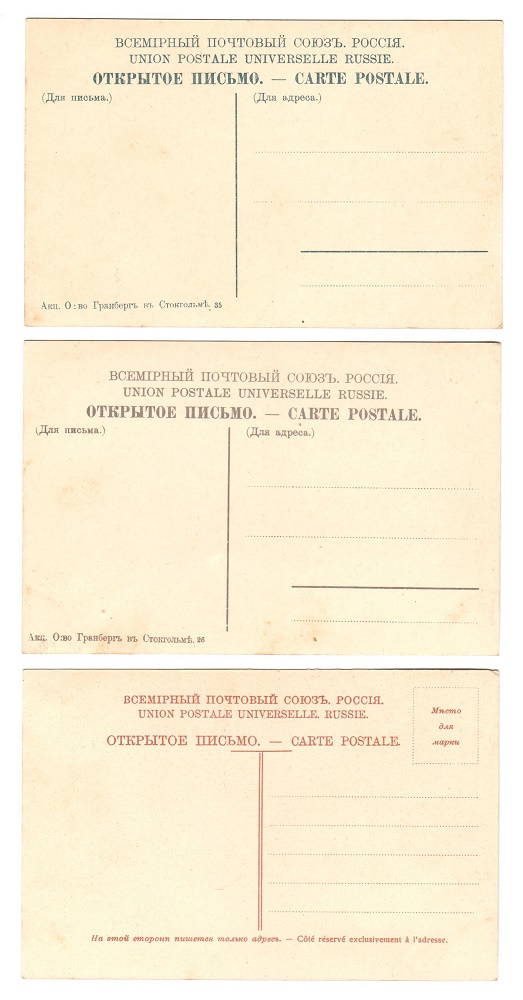 ВСЕМІРНЫЙ ПОЧТОВЫЙ СОЮЗЪ. РОССІЯ.
UNION POSTALE UNIVERSELLE RUSSIE.
ОТКРЫТОЕ ПИСЬМО. — CARTE POSTALE.
(Для письма.) (Для адреса.)
Акц. О:во Гранбергъ въ Стокгольмѣ, 35
ВСЕМІРНЫЙ ПОЧТОВЫЙ СОЮЗЪ. РОССІЯ.
UNION POSTALE UNIVERSELLE RUSSIE.
ОТКРЫТОЕ ПИСЬМО. — CARTE POSTALE.
(Для письма.) (Для адреса.)
Акц. О:во Гранбергъ въ Стокгольмѣ. 26
ВСЕМІРНЫЙ ПОЧТОВЫЙ СОЮЗЪ. РОССІЯ.
UNION POSTALE UNIVERSELLE. RUSSIE.
ОТКРЫТОЕ ПИСЬМО. — CARTE POSTALE.
Мѣсто
для
марки
На этой сторонѣ пишется только адресъ. — Côté réservé exclusivement à l'adresse.